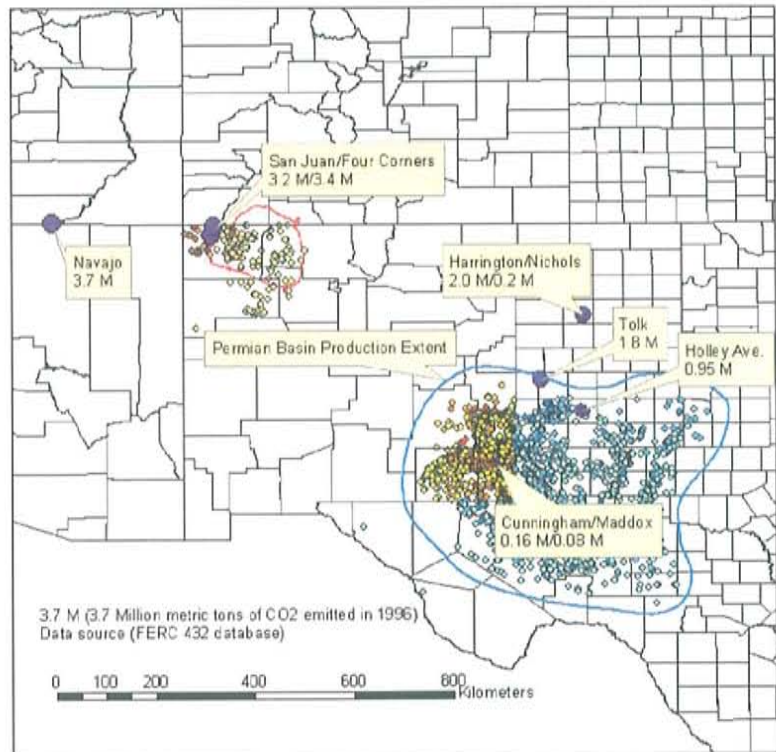 San Juan/Four Corners
3.2 M/3.4 M
Navajo
3.7 M
Harrington/Nichols
2.0 M/0.2 M
Tolk
1.8 M
Permian Basin Production Extent
Holley Ave.
0.95 M
Cunningham/Maddox
0.16 M/0.08 M
3.7 M (3.7 Million metric tons of CO2 emitted in 1996)
Data source (FERC 432 database)
0 100 200 400 600 800
Kilometers